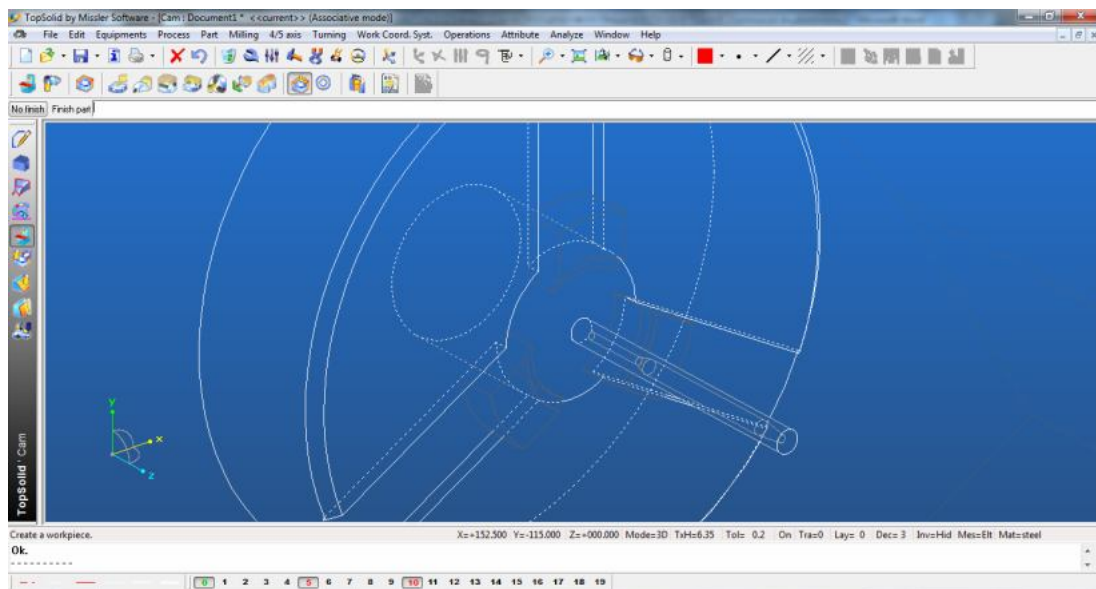 TopSolid by Missler Software - [Cam : Document1 *  <<current>> (Associative mode)]
File Edit Equipments Process Part Milling 4/5 axis Turning Work Coord. Syst. Operations Attribute Analyze Window Help
No finish Finish part
y
x
z
TopSolid'Cam
Create a workpiece. X=+152.500 Y=-115.000 Z=+000.000 Mode=3D TxH=6.35 Tol= 0.2 On Tra=0 Lay= 0 Dec= 3 Inv=Hid Mes=Elt Mat=steel
Ok.
----------
0 1 2 3 4 5 6 7 8 9 10 11 12 13 14 15 16 17 18 19